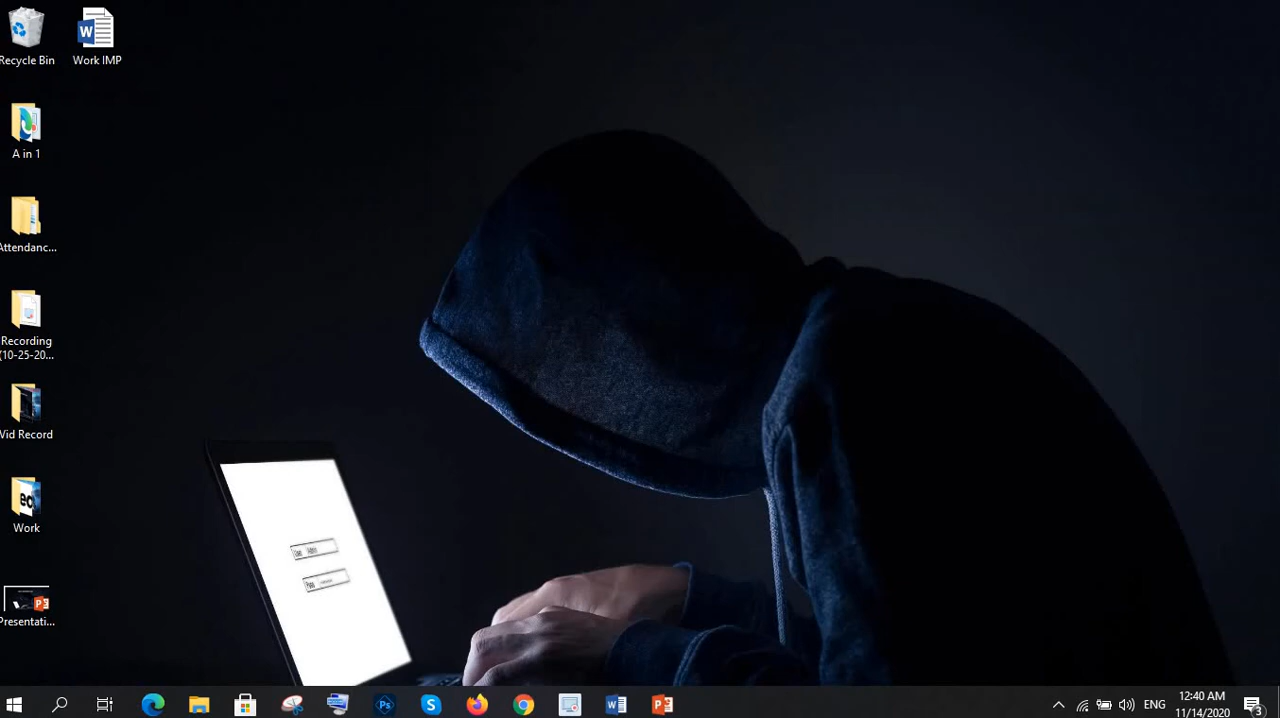 Recycle Bin
Work IMP
A in 1
Attendanc...
Recording
(10-25-20...
Vid Record
Work
Presentati...
ENG
12:40 AM
11/14/2020
3